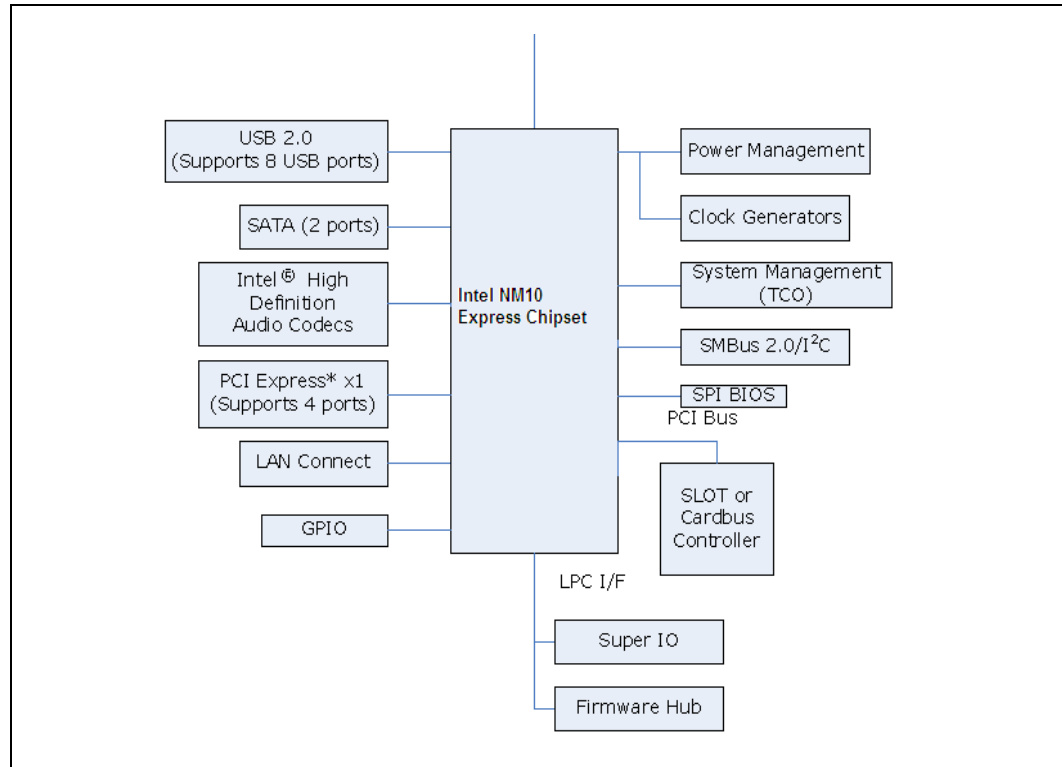 USB 2.0
(Supports 8 USB ports)
SATA (2 ports)
Intel® High
Definition
Audio Codecs
PCI Express* x1
(Supports 4 ports)
LAN Connect
GPIO
Intel NM10
Express Chipset
Power Management
Clock Generators
System Management
(TCO)
SMBus 2.0/I²C
SPI BIOS
PCI Bus
SLOT or
Cardbus
Controller
LPC I/F
Super IO
Firmware Hub